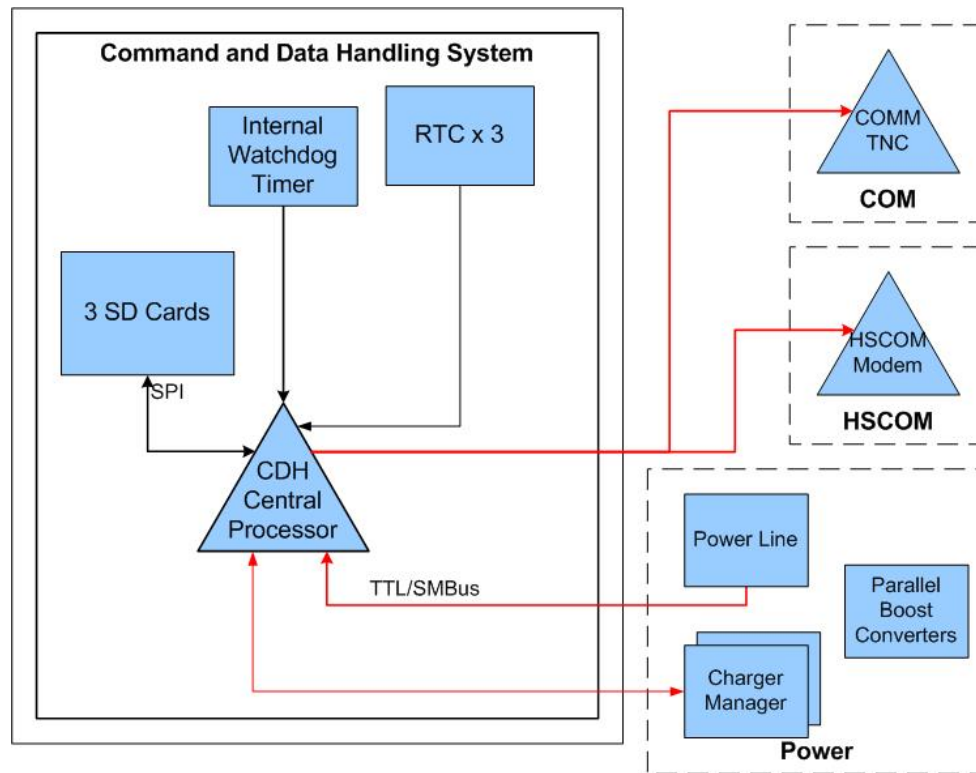 Command and Data Handling System
Internal
Watchdog
Timer
RTC x 3
3 SD Cards
SPI
CDH
Central
Processor
TTL/SMBus
COMM
TNC
COM
HSCOM
Modem
HSCOM
Power Line
Parallel
Boost
Converters
Charger
Manager
Power